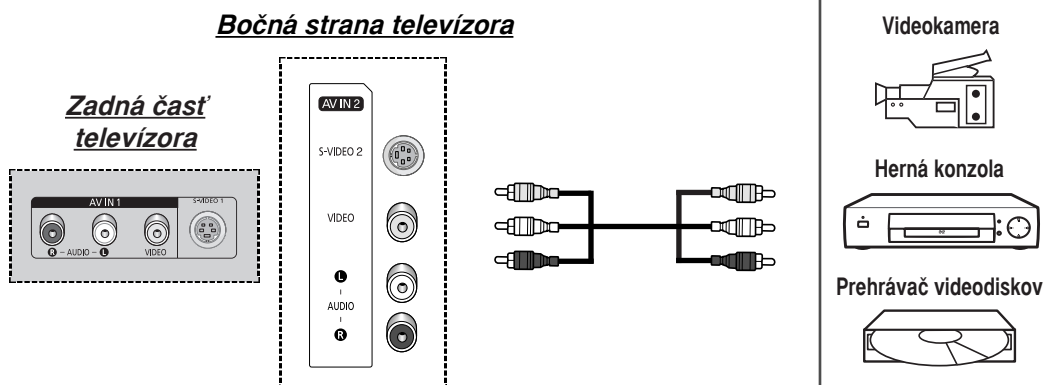 Bočná strana televízora
Zadná časť
televízora
AV IN 1
S-VIDEO 1
R - AUDIO - L
VIDEO
AV IN 2
S-VIDEO 2
VIDEO
L
AUDIO
R
Videokamera
Herná konzola
Prehrávač videodiskov